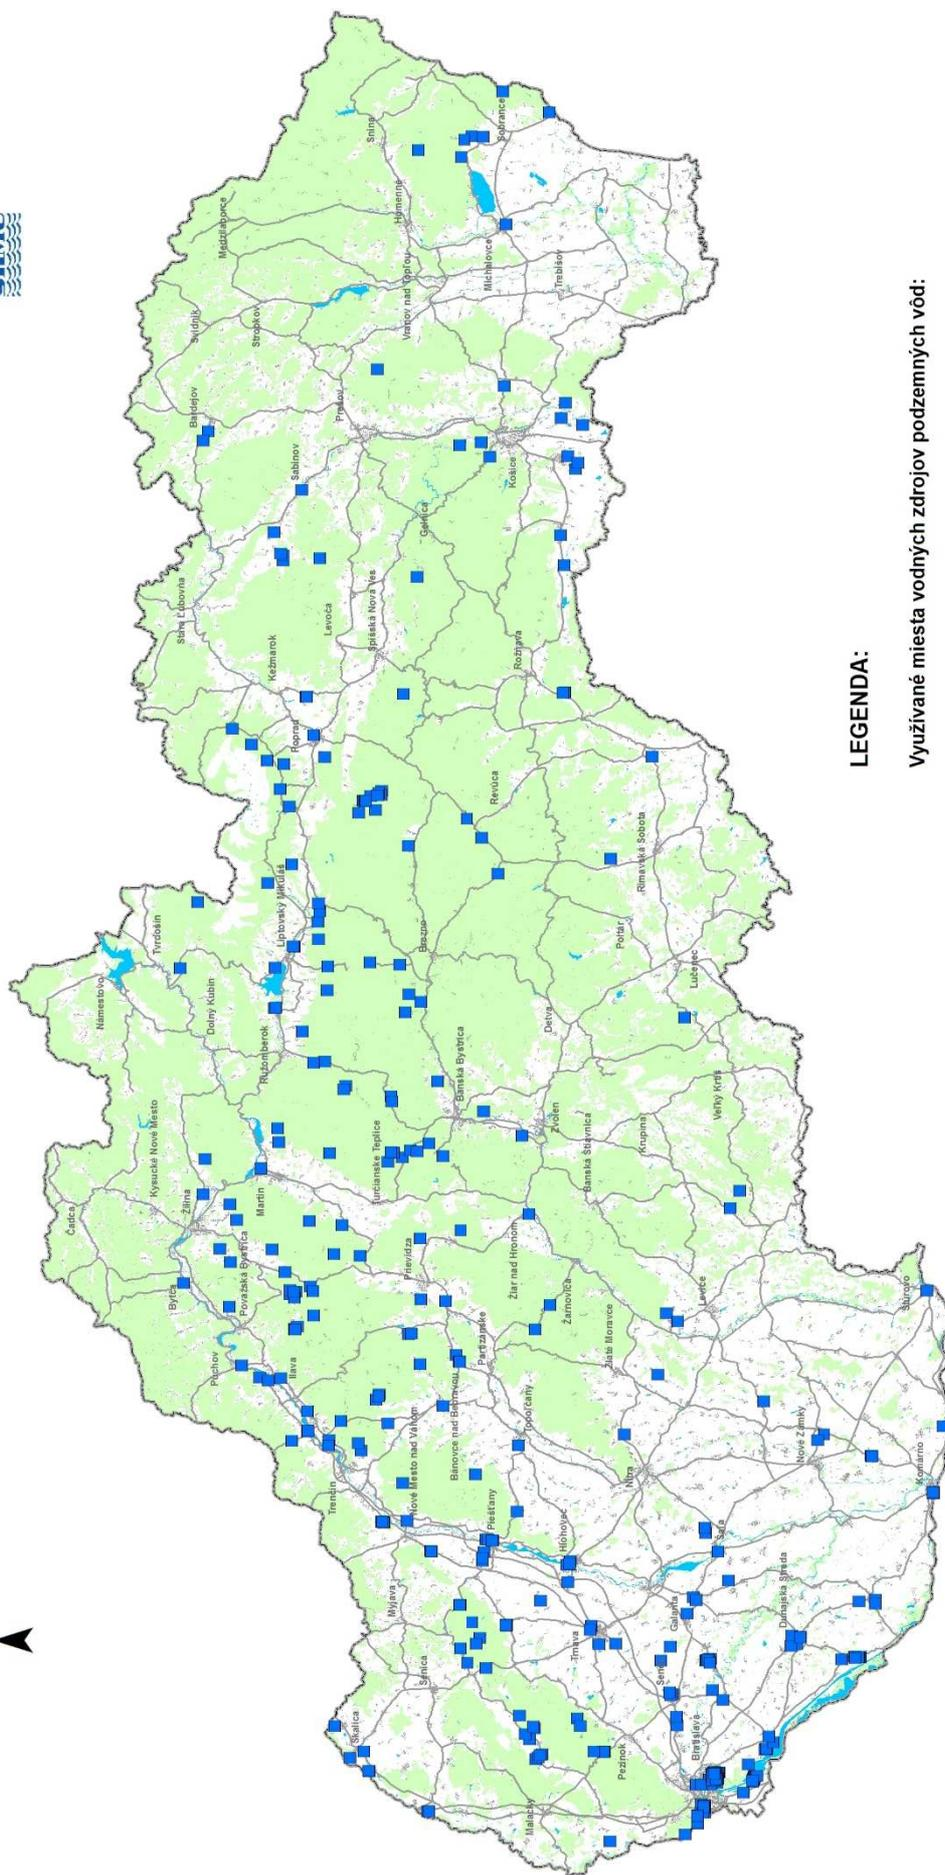 LEGENDA:
Využívané miesta vodných zdrojov podzemných vôd:
Skalica
Malacky
Senica
Myjava
Pezinok
Bratislava
Senec
Trnava
Galanta
Dunajská Streda
Šaľa
Hlohovec
Piešťany
Nové Mesto nad Váhom
Trenčín
Bánovce nad Bebravou
Topoľčany
Nitra
Nové Zámky
Komárno
Štúrovo
Levice
Zlaté Moravce
Partizánske
Prievidza
Ilava
Púchov
Považská Bystrica
Bytča
Žilina
Čadca
Kysucké Nové Mesto
Martin
Turčianske Teplice
Žiar nad Hronom
Žarnovica
Banská Štiavnica
Krupina
Veľký Krtíš
Zvolen
Banská Bystrica
Detva
Ružomberok
Dolný Kubín
Námestovo
Tvrdošín
Liptovský Mikuláš
Brezno
Lučenec
Poltár
Rimavská Sobota
Revúca
Rožňava
Poprad
Kežmarok
Levoča
Spišská Nová Ves
Stará Ľubovňa
Gelnica
Sabinov
Prešov
Košice
Bardejov
Svidník
Stropkov
Medzilaborce
Vranov nad Topľou
Humenné
Snina
Michalovce
Trebišov
Sobrance